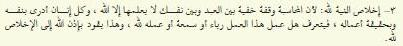 ٣- إخلاص النية لله: لأن المحاسبة وقفة خفية بين العبد وبين نفسك لا يعلمها إلا الله ، وكل إنسان أدرى بنفسه
وبحقيقة أعماله ، فيتعرف هل عمل هذا العمل رياء أو سمعة أو عمله لله ، وهذا يقود بإذن الله إلى الإخلاص
لله.